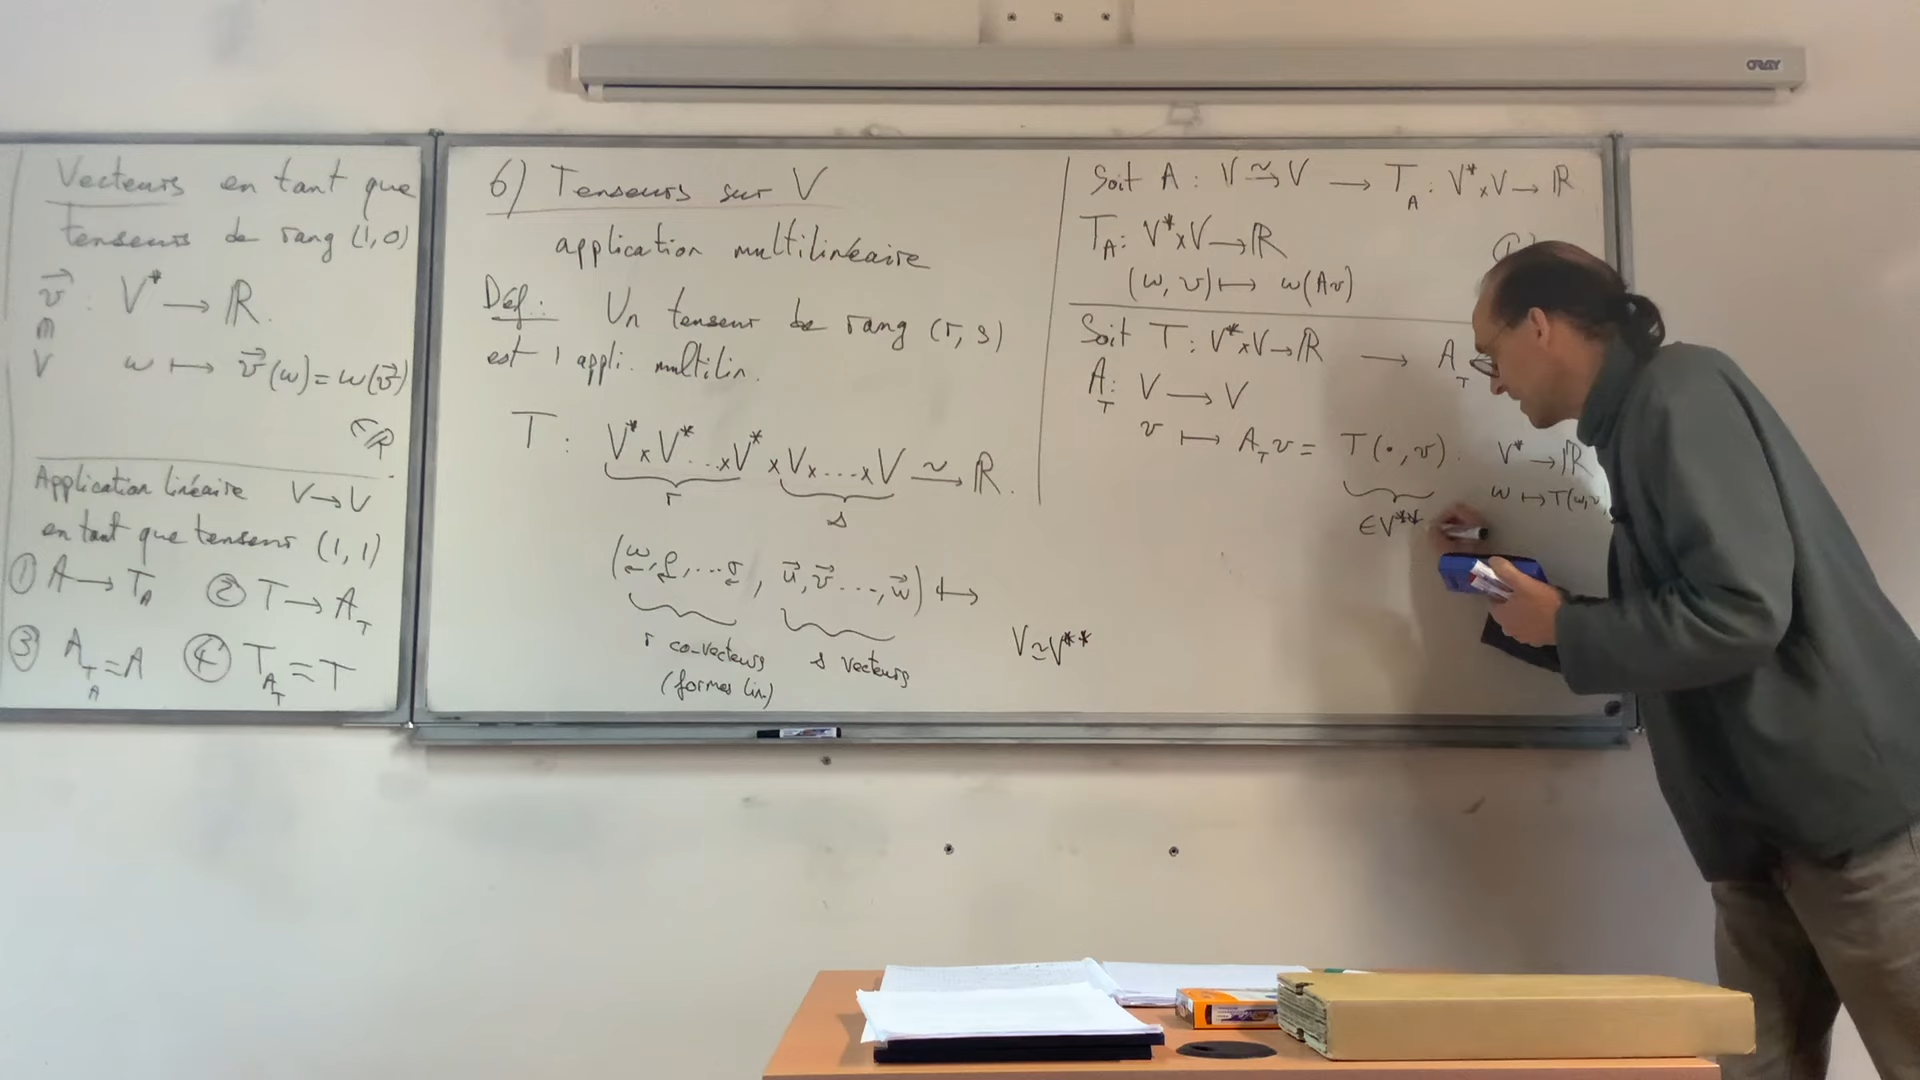 ORAY
Vecteurs en tant que
tenseurs de rang (1,0)
v⃗ : V* → ℝ.
∈
V ω ↦ v⃗(ω) = ω(v⃗)
∈ℝ
Application linéaire V → V
en tant que tenseur (1,1)
① A → T_A ② T → A_T
③ A_{T_A} = A ④ T_{A_T} = T
6) Tenseurs sur V
application multilinéaire
Déf.: Un tenseur de rang (r, s)
est 1 appli. multilin.
T : V* x V* ... x V* x V x .... x V ⥲ ℝ.
r s
(ω, ρ, ... σ, u⃗, v⃗ ..., w⃗) ↦
r co-vecteurs s vecteurs
(formes lin.)
V ≃ V**
Soit A : V ⥲ V → T_A : V* x V → ℝ
T_A : V* x V → ℝ
(ω, v) ↦ ω(Av)
Soit T : V* x V → ℝ → A_T
A_T : V → V
v ↦ A_T v = T(•, v) : V* → ℝ
ω ↦ T(ω, v
∈ V**